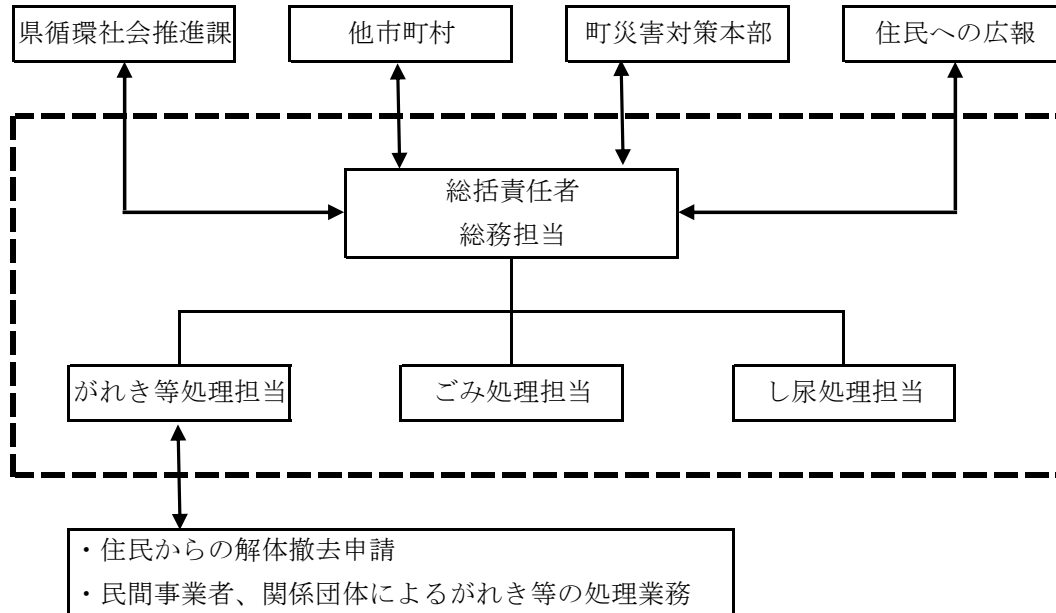 県循環社会推進課
他市町村
町災害対策本部
住民への広報
総括責任者
総務担当
がれき等処理担当
ごみ処理担当
し尿処理担当
・住民からの解体撤去申請
・民間事業者、関係団体によるがれき等の処理業務